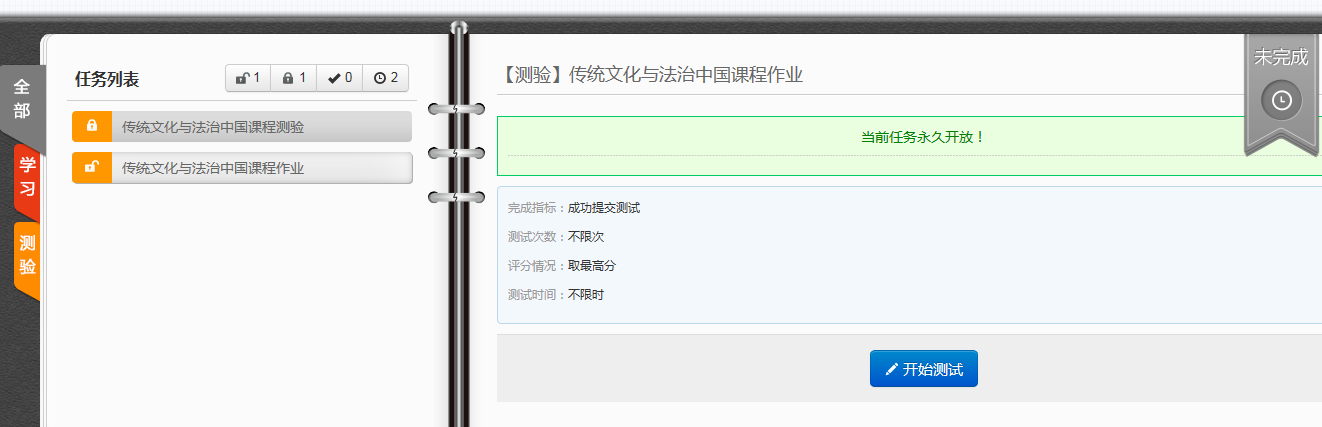 全部
学习
测验
任务列表
1 1 0 2
传统文化与法治中国课程测验
传统文化与法治中国课程作业
【测验】传统文化与法治中国课程作业
未完成
当前任务永久开放！
完成指标：成功提交测试
测试次数：不限次
评分情况：取最高分
测试时间：不限时
开始测试